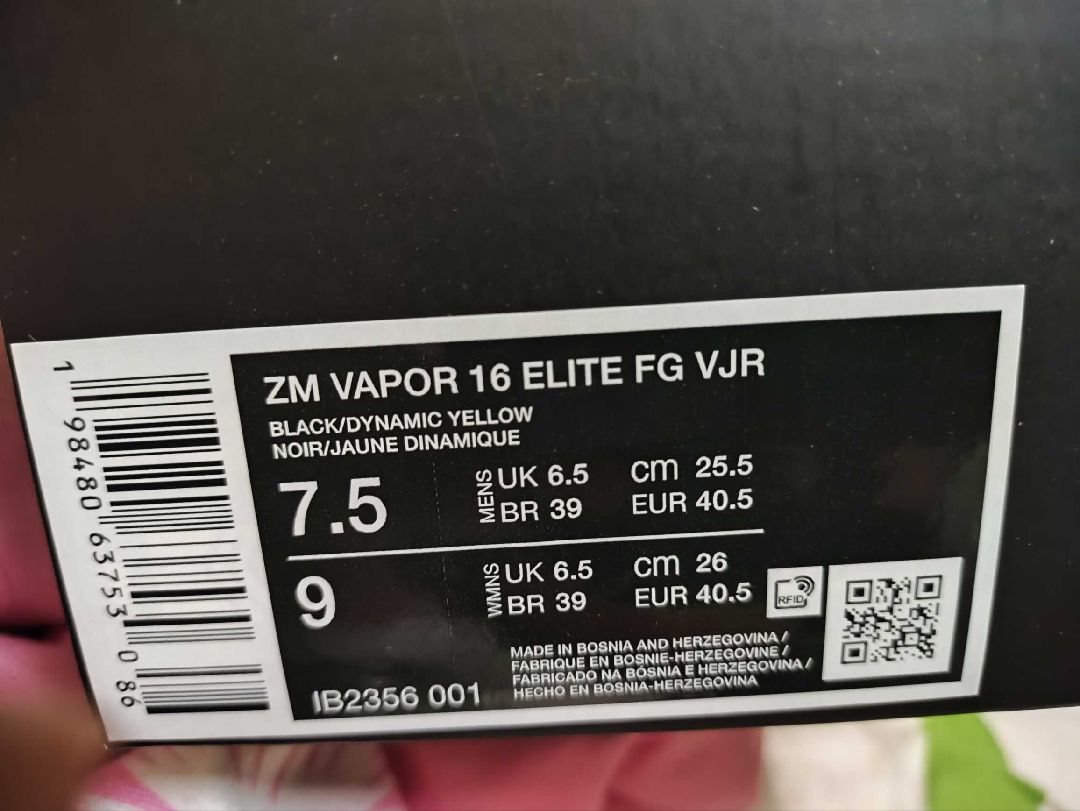 ZM VAPOR 16 ELITE FG VJR
BLACK/DYNAMIC YELLOW
NOIR/JAUNE DINAMIQUE
7.5
MENS
UK 6.5 CM 25.5
BR 39 EUR 40.5
9
WMNS
UK 6.5 CM 26
BR 39 EUR 40.5
RFID
MADE IN BOSNIA AND HERZEGOVINA /
FABRIQUE EN BOSNIE-HERZEGOVINE /
FABRICADO NA BÓSNIA E HERZEGOVINA /
HECHO EN BOSNIA-HERZEGOVINA
IB2356 001
1 98480 63753 0 86